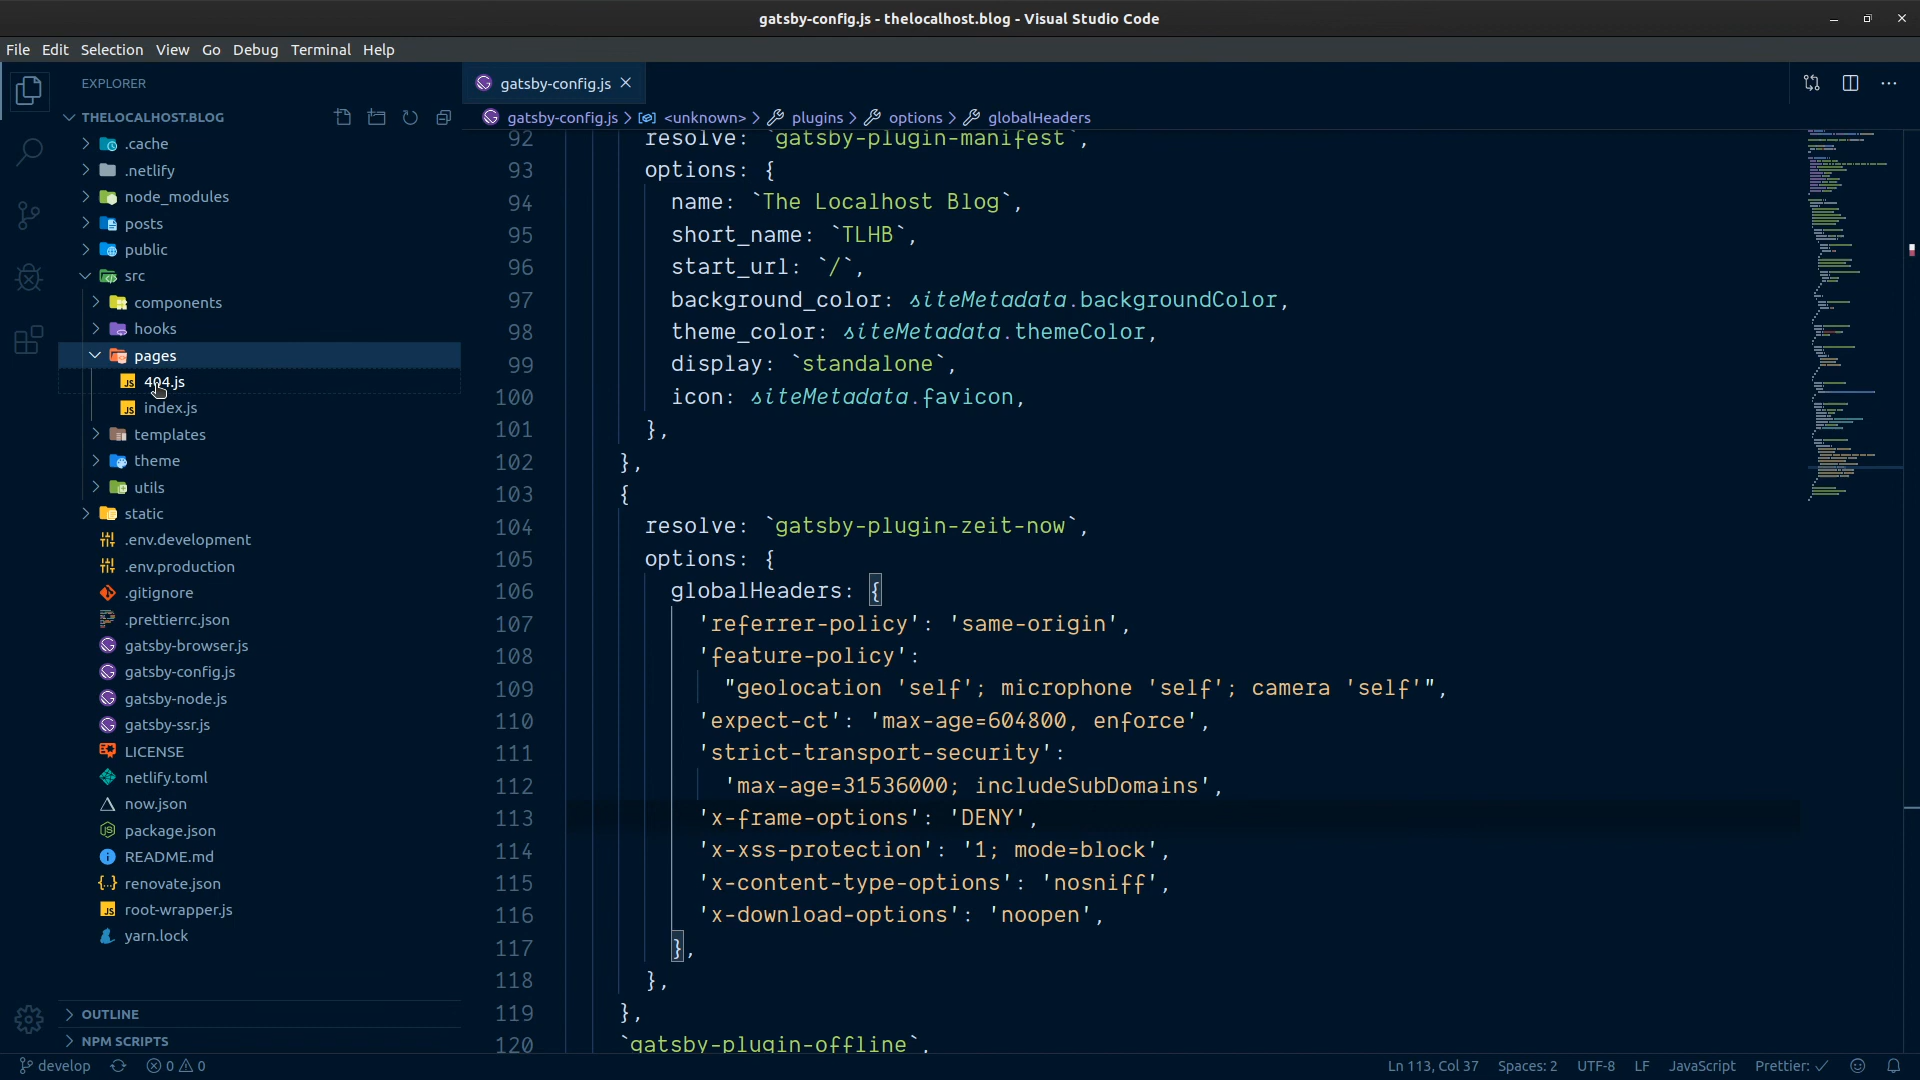 gatsby-config.js - thelocalhost.blog - Visual Studio Code
File Edit Selection View Go Debug Terminal Help
EXPLORER
THELOCALHOST.BLOG
.cache
.netlify
node_modules
posts
public
src
components
hooks
pages
404.js
index.js
templates
theme
utils
static
.env.development
.env.production
.gitignore
.prettierrc.json
gatsby-browser.js
gatsby-config.js
gatsby-node.js
gatsby-ssr.js
LICENSE
netlify.toml
now.json
package.json
README.md
renovate.json
root-wrapper.js
yarn.lock
OUTLINE
NPM SCRIPTS
gatsby-config.js
gatsby-config.js > <unknown> > plugins > options > globalHeaders
92 resolve: `gatsby-plugin-manifest`,
93 options: {
94 name: `The Localhost Blog`,
95 short_name: `TLHB`,
96 start_url: `/`,
97 background_color: siteMetadata.backgroundColor,
98 theme_color: siteMetadata.themeColor,
99 display: `standalone`,
100 icon: siteMetadata.favicon,
101 },
102 },
103 {
104 resolve: `gatsby-plugin-zeit-now`,
105 options: {
106 globalHeaders: {
107 'referrer-policy': 'same-origin',
108 'feature-policy':
109 "geolocation 'self'; microphone 'self'; camera 'self'",
110 'expect-ct': 'max-age=604800, enforce',
111 'strict-transport-security':
112 'max-age=31536000; includeSubDomains',
113 'x-frame-options': 'DENY',
114 'x-xss-protection': '1; mode=block',
115 'x-content-type-options': 'nosniff',
116 'x-download-options': 'noopen',
117 },
118 },
119 },
120 `gatsby-plugin-offline`,
develop 0 0 Ln 113, Col 37 Spaces: 2 UTF-8 LF JavaScript Prettier: ✓